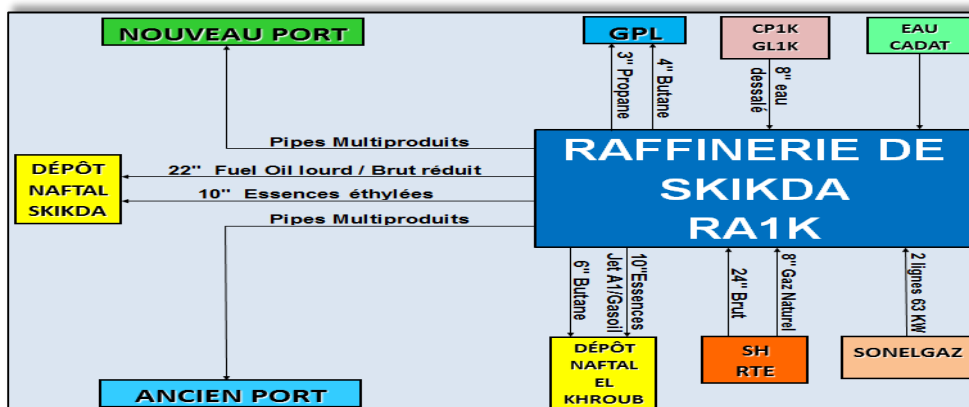 NOUVEAU PORT
GPL
CP1K
GL1K
EAU
CADAT
3" Propane
4" Butane
8" eau
dessalé
Pipes Multiproduits
22" Fuel Oil lourd / Brut réduit
10" Essences éthylées
Pipes Multiproduits
DÉPÔT
NAFTAL
SKIKDA
RAFFINERIE DE
SKIKDA
RA1K
6" Butane
10"Essences
Jet A1/Gasoil
24" Brut
8" Gaz Naturel
2 lignes 63 KW
ANCIEN PORT
DÉPÔT
NAFTAL
EL
KHROUB
SH
RTE
SONELGAZ